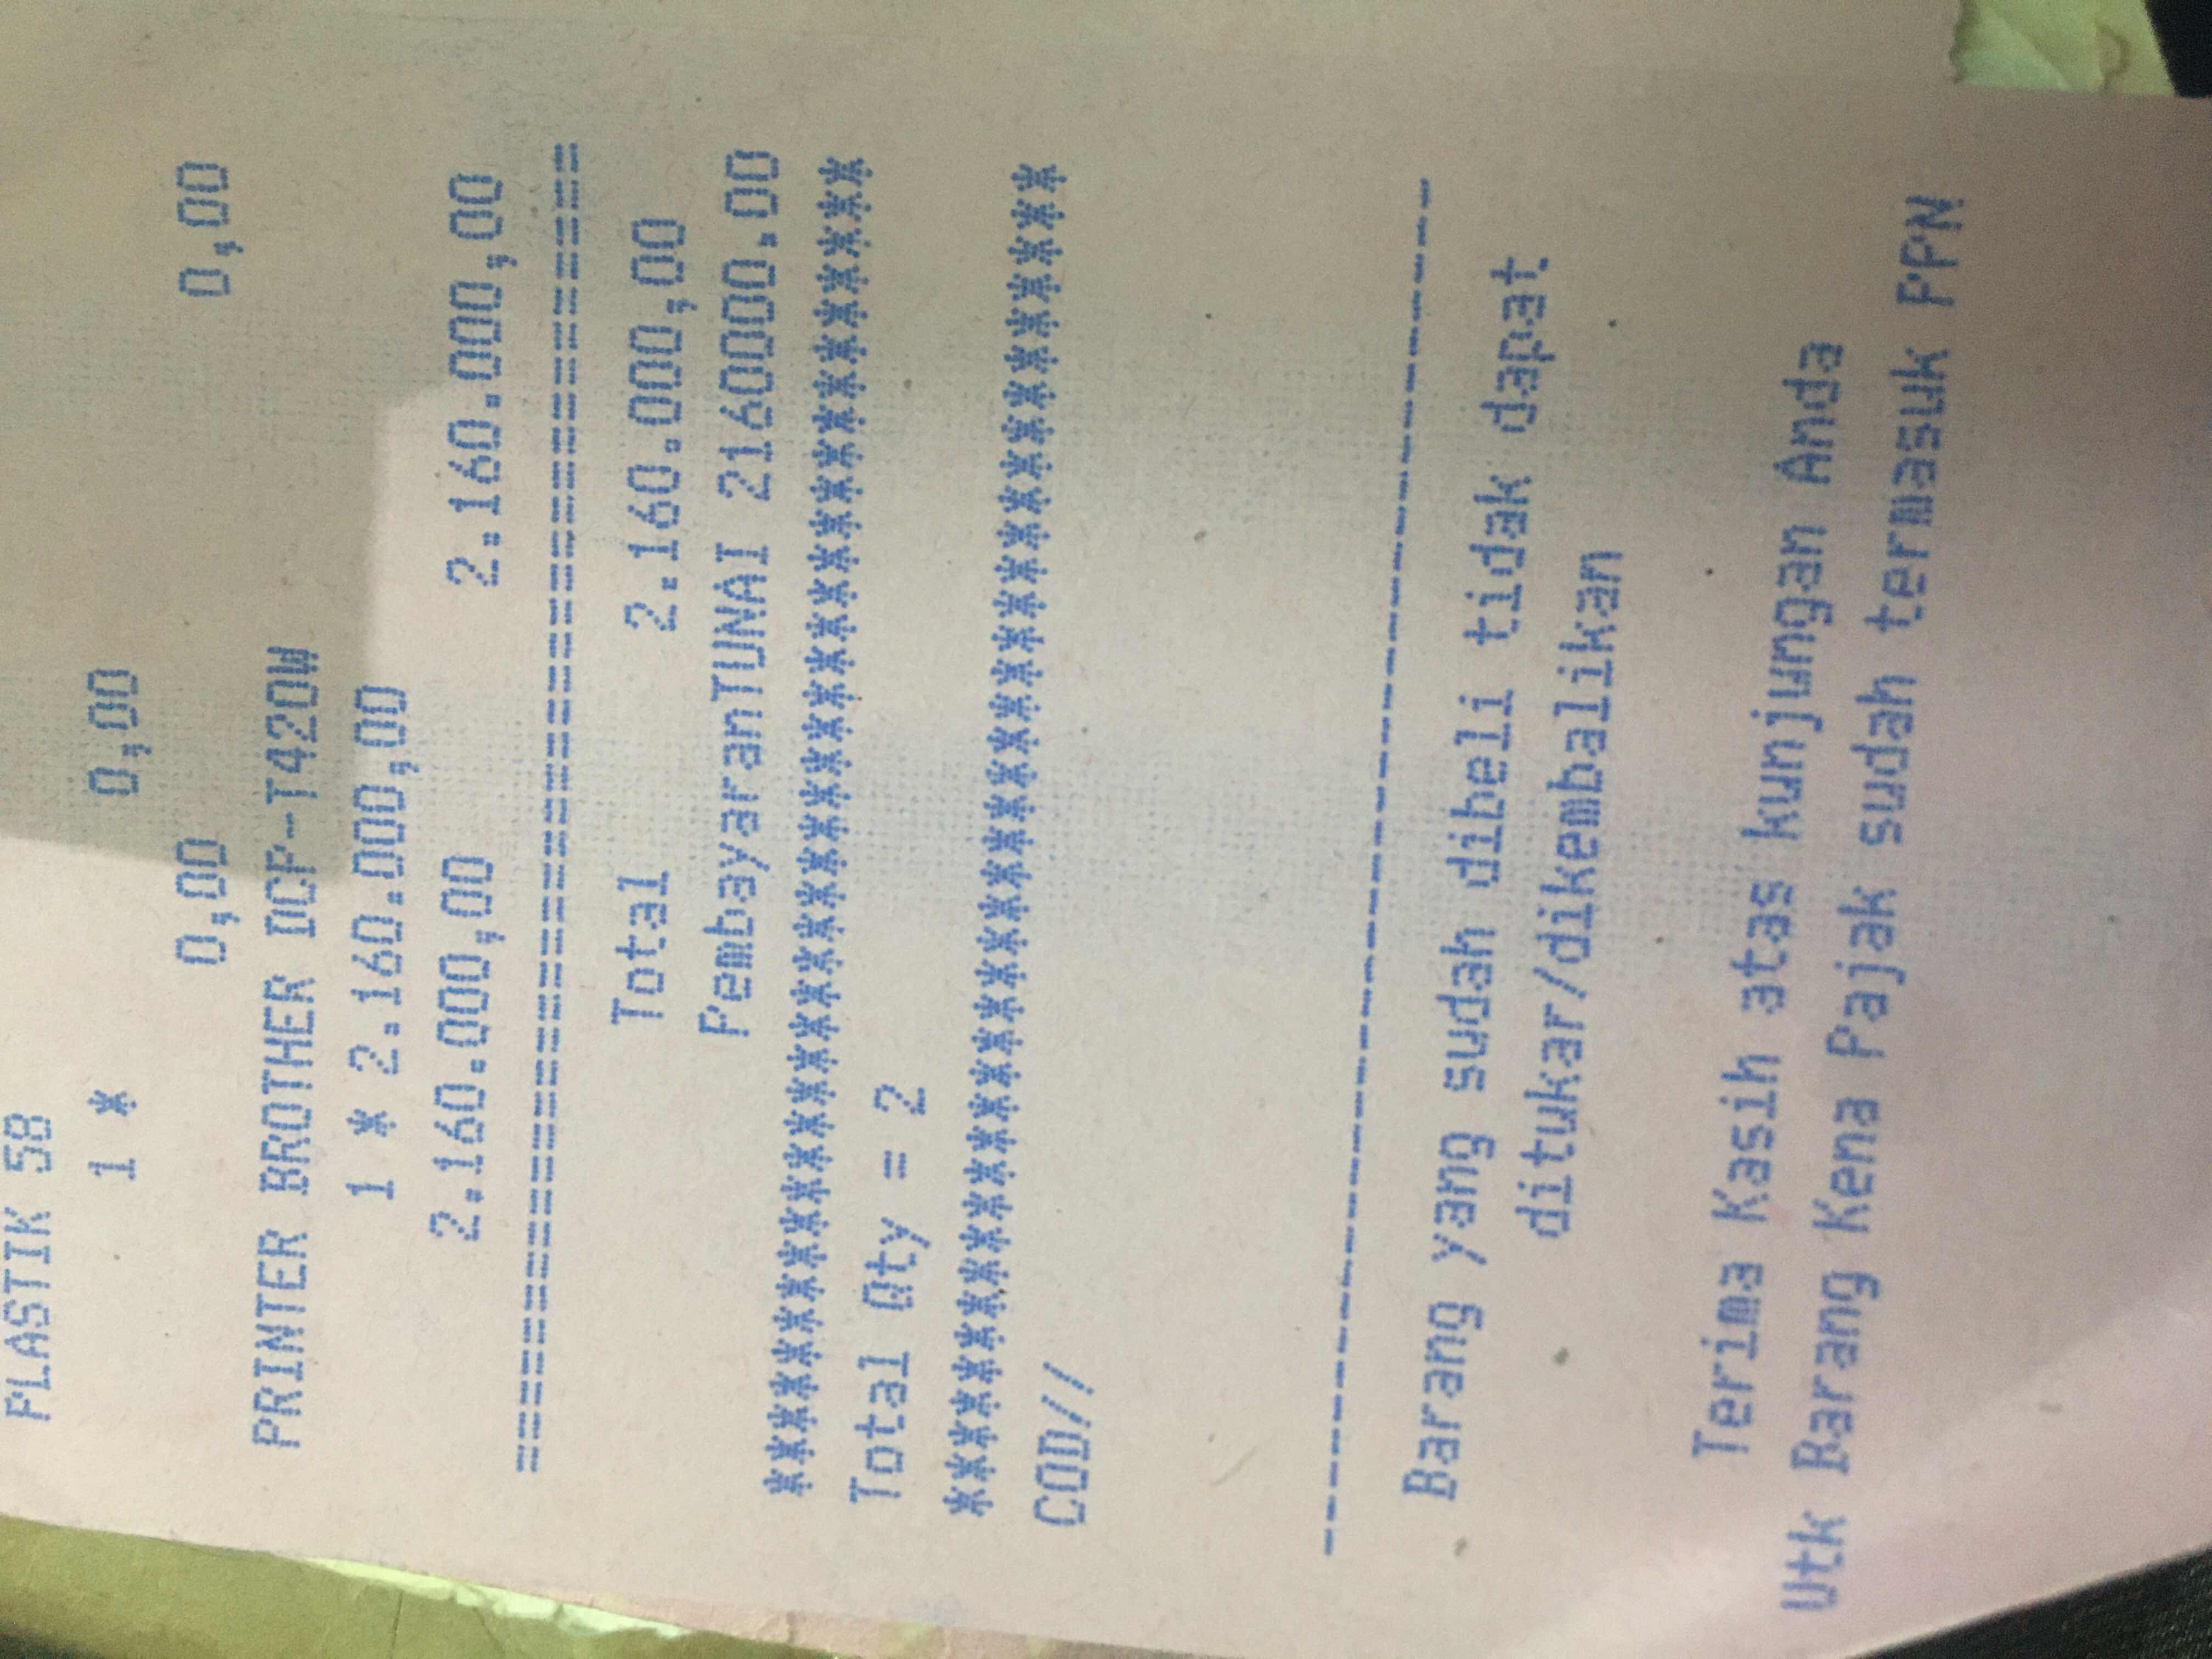 PLASTIK 58
1 * 0,00
0,00 0,00
PRINTER BROTHER DCP-T420W
1 * 2.160.000,00
2.160.000,00 2.160.000,00
==================================================
Total 2.160.000,00
PembayaranTUNAI 2160000.00
****************************************
Total Qty = 2
****************************************
COD//
----------------------------------------
Barang yang sudah dibeli tidak dapat
ditukar/dikembalikan
Terima Kasih atas kunjungan Anda
Utk Barang Kena Pajak sudah termasuk PPN